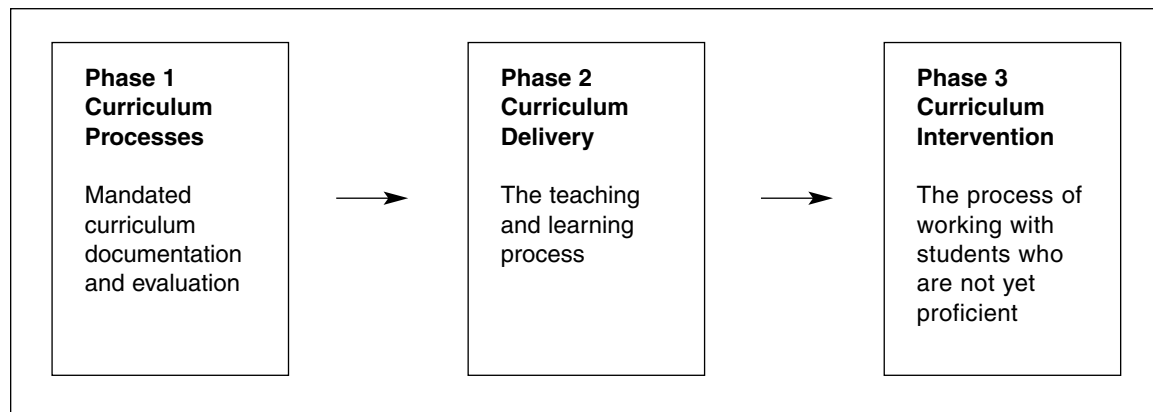 Phase 1
Curriculum
Processes
Mandated
curriculum
documentation
and evaluation
Phase 2
Curriculum
Delivery
The teaching
and learning
process
Phase 3
Curriculum
Intervention
The process of
working with
students who
are not yet
proficient